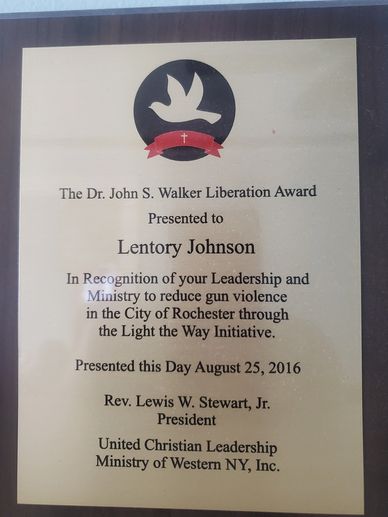 The Dr. John S. Walker Liberation Award
Presented to
Lentory Johnson
In Recognition of your Leadership and
Ministry to reduce gun violence
in the City of Rochester through
the Light the Way Initiative.
Presented this Day August 25, 2016
Rev. Lewis W. Stewart, Jr.
President
United Christian Leadership
Ministry of Western NY, Inc.